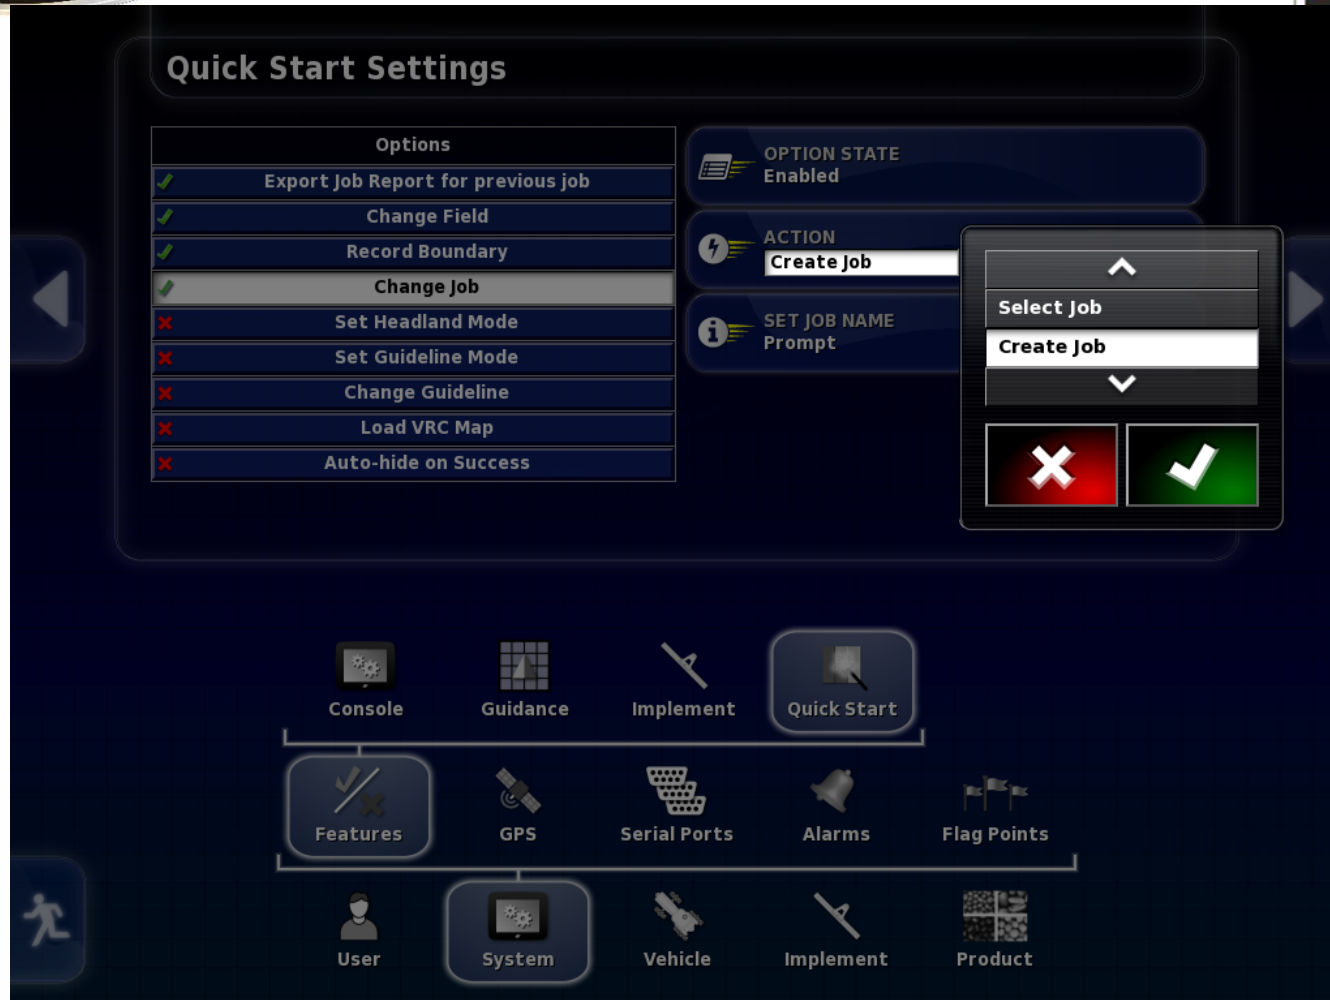 Quick Start Settings
Options
Export Job Report for previous job
Change Field
Record Boundary
Change Job
Set Headland Mode
Set Guideline Mode
Change Guideline
Load VRC Map
Auto-hide on Success
OPTION STATE
Enabled
ACTION
Create Job
SET JOB NAME
Prompt
Select Job
Create Job
Console
Guidance
Implement
Quick Start
Features
GPS
Serial Ports
Alarms
Flag Points
User
System
Vehicle
Implement
Product